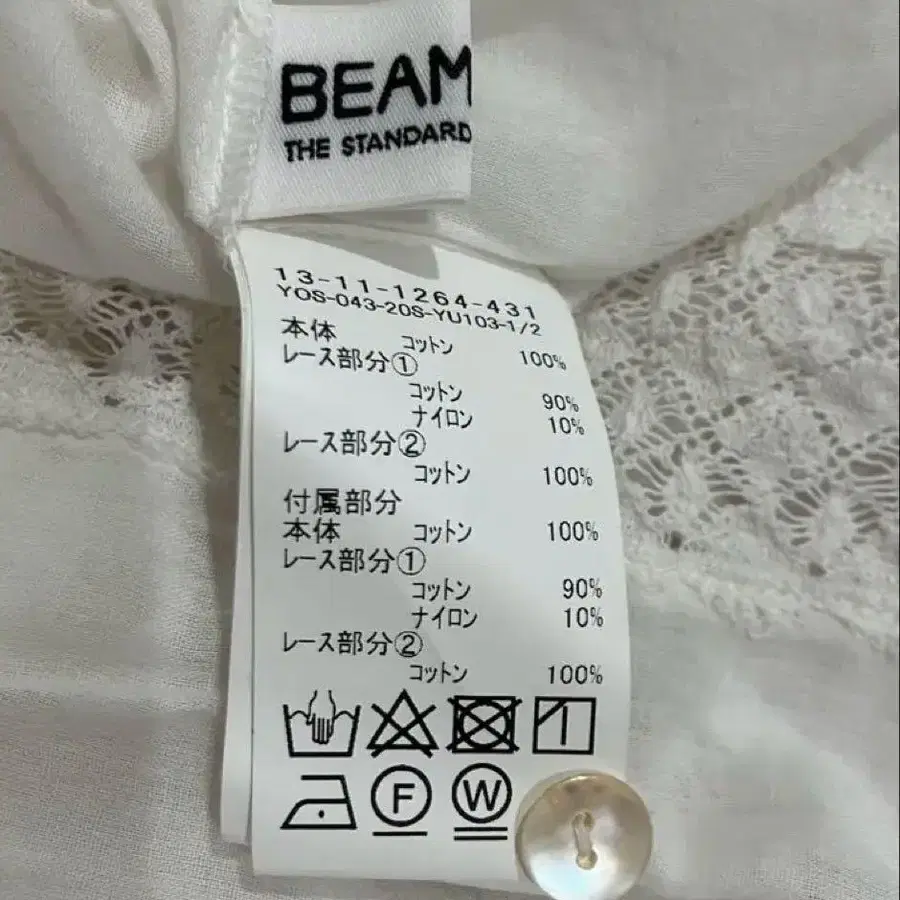 BEAM
THE STANDARD
13-11-1264-431
YOS-043-20S-YU103-1/2
本体 コットン 100%
レース部分①
コットン 90%
ナイロン 10%
レース部分②
コットン 100%
付属部分
本体 コットン 100%
レース部分①
コットン 90%
ナイロン 10%
レース部分②
コットン 100%
F W